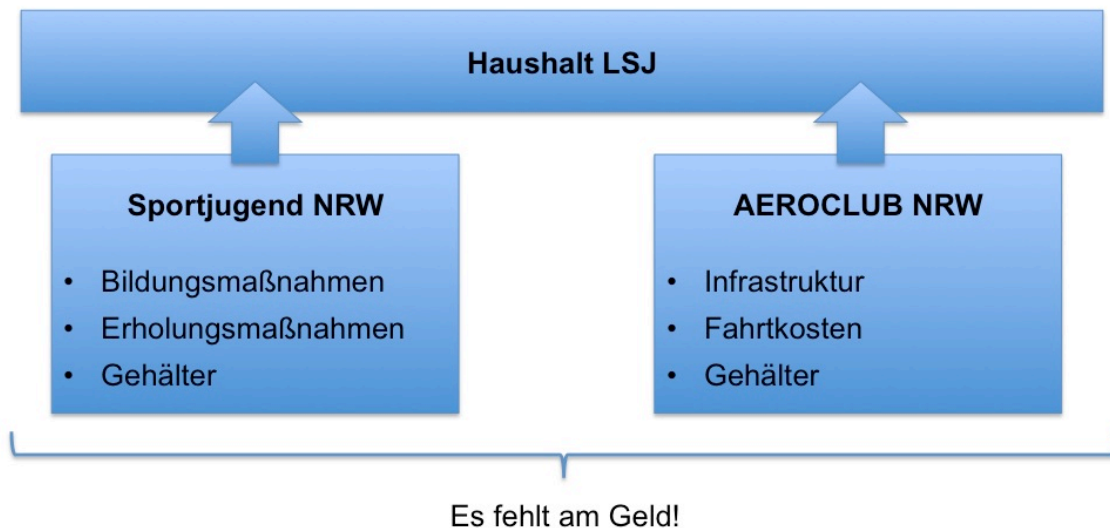 Haushalt LSJ
Sportjugend NRW
• Bildungsmaßnahmen
• Erholungsmaßnahmen
• Gehälter
AEROCLUB NRW
• Infrastruktur
• Fahrtkosten
• Gehälter
Es fehlt am Geld!